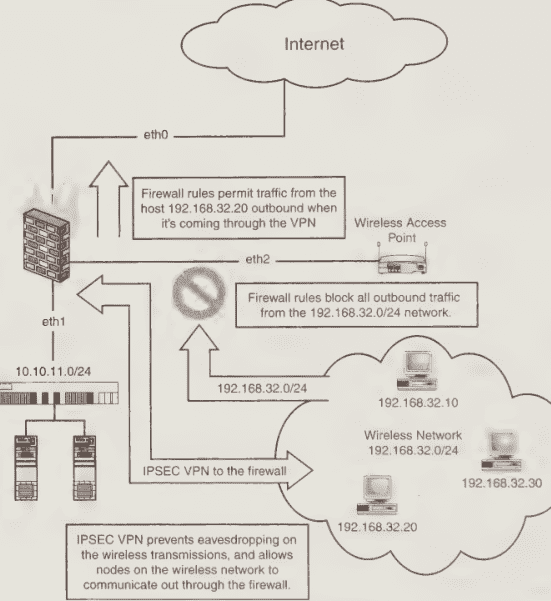 Internet
eth0
Firewall rules permit traffic from the
host 192.168.32.20 outbound when
it's coming through the VPN
Wireless Access
Point
eth2
Firewall rules block all outbound traffic
from the 192.168.32.0/24 network.
eth1
10.10.11.0/24
192.168.32.0/24
192.168.32.10
Wireless Network
192.168.32.0/24
192.168.32.30
IPSEC VPN to the firewall
192.168.32.20
IPSEC VPN prevents eavesdropping on
the wireless transmissions, and allows
nodes on the wireless network to
communicate out through the firewall.